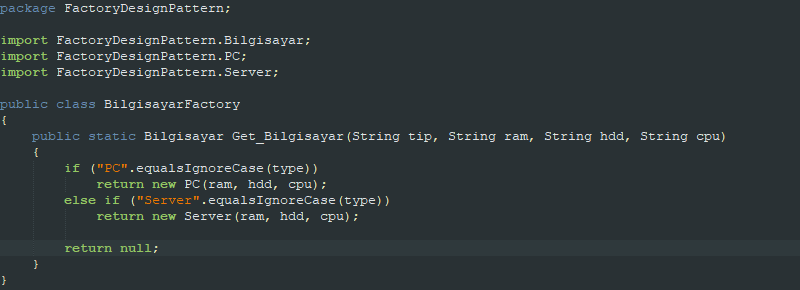 package FactoryDesignPattern;
import FactoryDesignPattern.Bilgisayar;
import FactoryDesignPattern.PC;
import FactoryDesignPattern.Server;
public class BilgisayarFactory
{
public static Bilgisayar Get_Bilgisayar(String tip, String ram, String hdd, String cpu)
{
if ("PC".equalsIgnoreCase(type))
return new PC(ram, hdd, cpu);
else if ("Server".equalsIgnoreCase(type))
return new Server(ram, hdd, cpu);
return null;
}
}